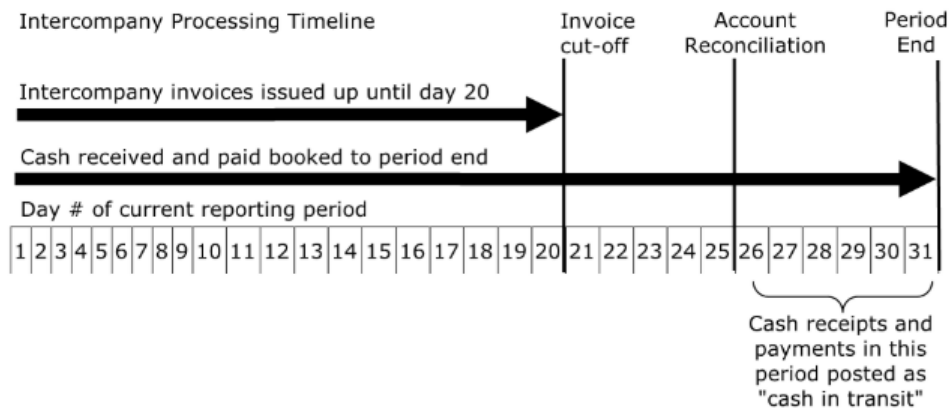 Intercompany Processing Timeline
Invoice
cut-off
Account
Reconciliation
Period
End
Intercompany invoices issued up until day 20
Cash received and paid booked to period end
Day # of current reporting period
1 2 3 4 5 6 7 8 9 10 11 12 13 14 15 16 17 18 19 20 21 22 23 24 25 26 27 28 29 30 31
Cash receipts and
payments in this
period posted as
"cash in transit"